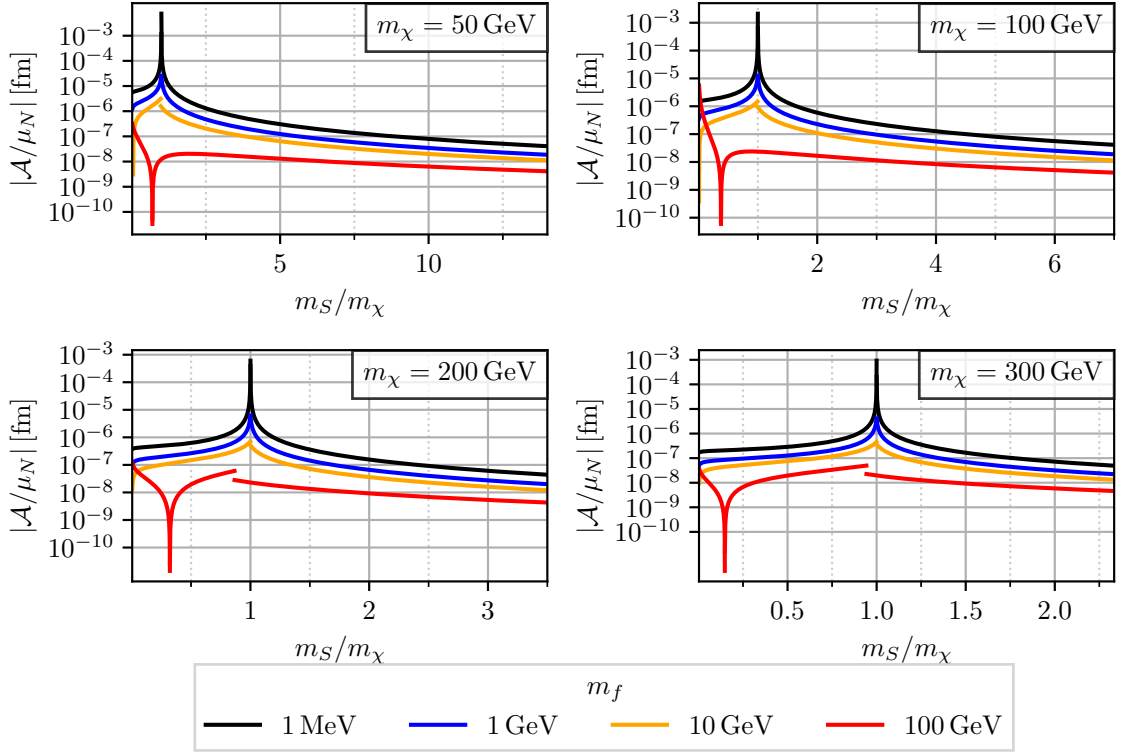 m_χ = 50 GeV
|𝒜/μ_N| [fm]
10⁻³
10⁻⁴
10⁻⁵
10⁻⁶
10⁻⁷
10⁻⁸
10⁻⁹
10⁻¹⁰
5 10
m_S/m_χ
m_χ = 100 GeV
|𝒜/μ_N| [fm]
10⁻³
10⁻⁴
10⁻⁵
10⁻⁶
10⁻⁷
10⁻⁸
10⁻⁹
10⁻¹⁰
2 4 6
m_S/m_χ
m_χ = 200 GeV
|𝒜/μ_N| [fm]
10⁻³
10⁻⁴
10⁻⁵
10⁻⁶
10⁻⁷
10⁻⁸
10⁻⁹
10⁻¹⁰
1 2 3
m_S/m_χ
m_χ = 300 GeV
|𝒜/μ_N| [fm]
10⁻³
10⁻⁴
10⁻⁵
10⁻⁶
10⁻⁷
10⁻⁸
10⁻⁹
10⁻¹⁰
0.5 1.0 1.5 2.0
m_S/m_χ
m_f
1 MeV 1 GeV 10 GeV 100 GeV